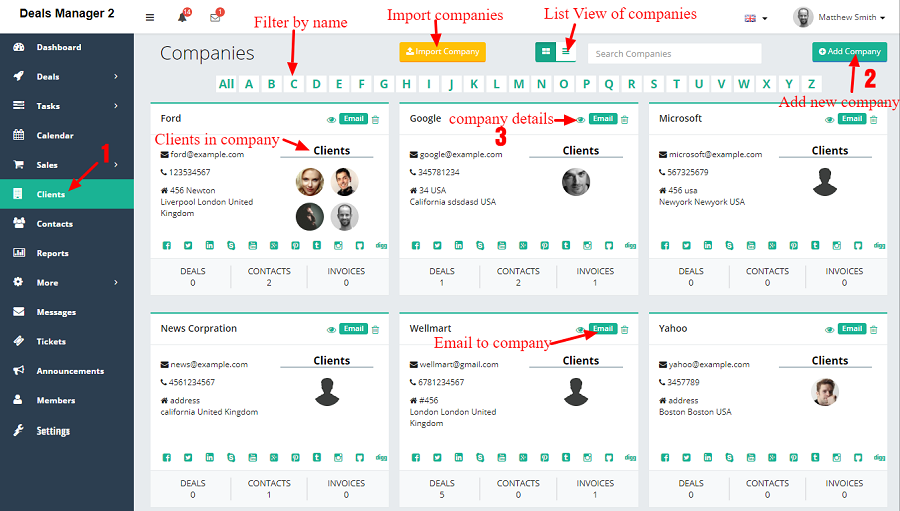 Deals Manager 2
14
1
Filter by name
Import companies
List View of companies
Matthew Smith
Dashboard
Deals
Tasks
Calendar
Sales
1
Clients
Contacts
Reports
More
Messages
Tickets
Announcements
Members
Settings
Companies
Import Company
Search Companies
Add Company
2
Add new company
All A B C D E F G H I J K L M N O P Q R S T U V W X Y Z
Ford
Email
Clients in company
Clients
ford@example.com
123534567
456 Newton
Liverpool London United
Kingdom
digg
DEALS CONTACTS INVOICES
0 2 0
Google
company details
3
Email
Clients
google@example.com
345781234
34 USA
California sdsdasd USA
digg
DEALS CONTACTS INVOICES
1 2 1
Microsoft
Email
Clients
microsoft@example.com
567325679
456 usa
Newyork Newyork USA
digg
DEALS CONTACTS INVOICES
0 0 0
News Corpration
Email
Clients
news@example.com
4561234567
address
california United Kingdom
digg
DEALS CONTACTS INVOICES
0 1 0
Wellmart
Email
Email to company
Clients
wellmart@gmail.com
6781234567
#456
London London United
Kingdom
digg
DEALS CONTACTS INVOICES
5 0 1
Yahoo
Email
Clients
yahoo@example.com
3457789
address
Boston Boston USA
digg
DEALS CONTACTS INVOICES
0 0 0